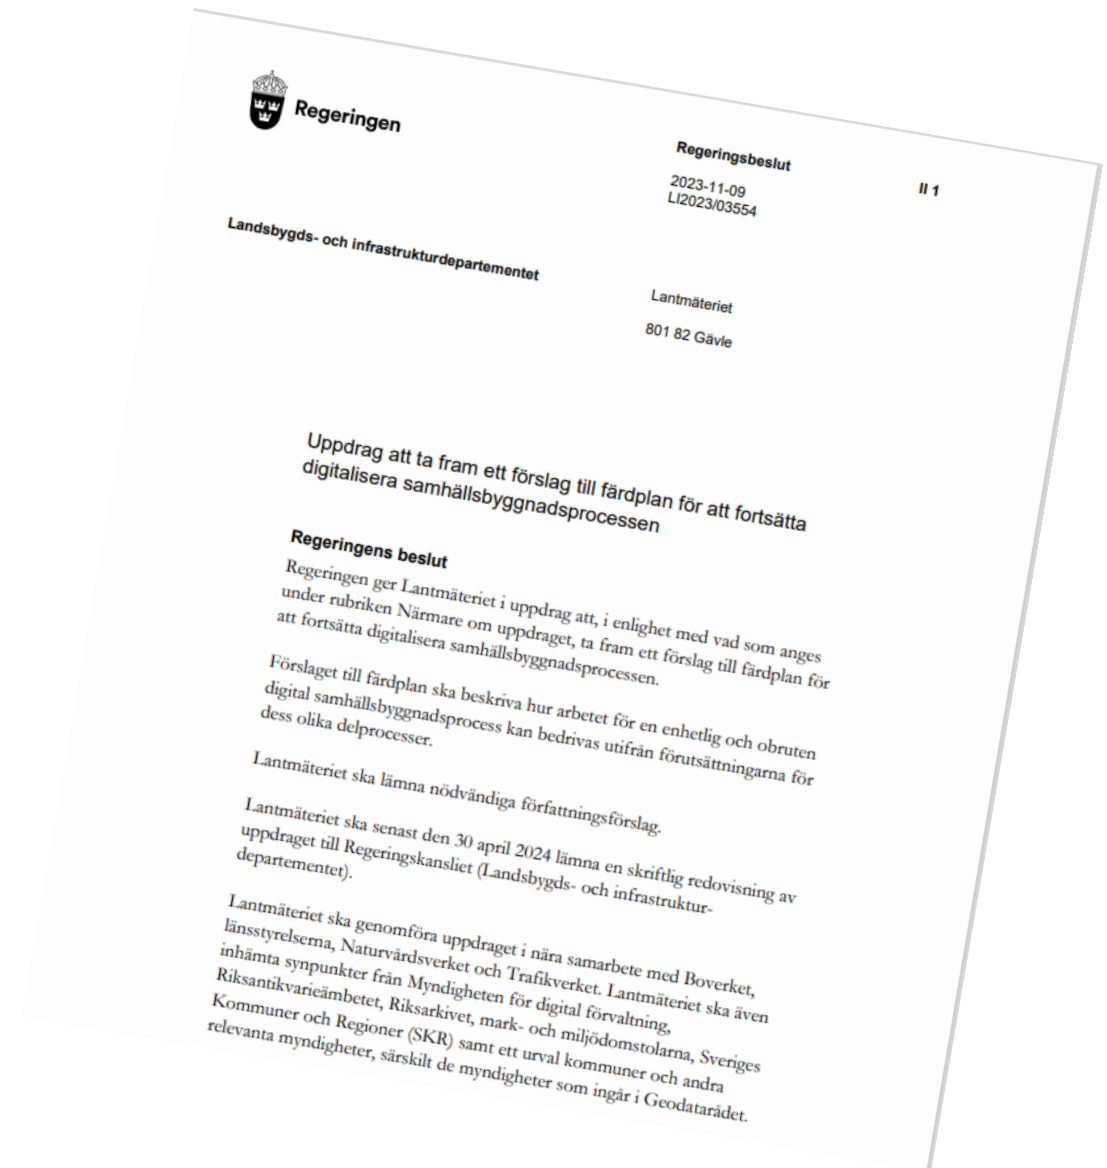 Regeringen
Regeringsbeslut
II 1
2023-11-09
LI2023/03554
Landsbygds- och infrastrukturdepartementet
Lantmäteriet
801 82 Gävle
Uppdrag att ta fram ett förslag till färdplan för att fortsätta
digitalisera samhällsbyggnadsprocessen
Regeringens beslut
Regeringen ger Lantmäteriet i uppdrag att, i enlighet med vad som anges
under rubriken Närmare om uppdraget, ta fram ett förslag till färdplan för
att fortsätta digitalisera samhällsbyggnadsprocessen.
Förslaget till färdplan ska beskriva hur arbetet för en enhetlig och obruten
digital samhällsbyggnadsprocess kan bedrivas utifrån förutsättningarna för
dess olika delprocesser.
Lantmäteriet ska lämna nödvändiga författningsförslag.
Lantmäteriet ska senast den 30 april 2024 lämna en skriftlig redovisning av
uppdraget till Regeringskansliet (Landsbygds- och infrastruktur-
departementet).
Lantmäteriet ska genomföra uppdraget i nära samarbete med Boverket,
länsstyrelserna, Naturvårdsverket och Trafikverket. Lantmäteriet ska även
inhämta synpunkter från Myndigheten för digital förvaltning,
Riksantikvarieämbetet, Riksarkivet, mark- och miljödomstolarna, Sveriges
Kommuner och Regioner (SKR) samt ett urval kommuner och andra
relevanta myndigheter, särskilt de myndigheter som ingår i Geodatarådet.